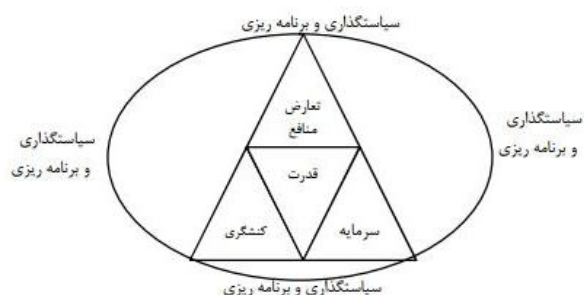 سیاستگذاری و برنامه ریزی
تعارض
منافع
سیاستگذاری
و برنامه ریزی
سیاستگذاری
و برنامه ریزی
قدرت
سرمایه
کنشگری
سیاستگذاری و برنامه ریزی